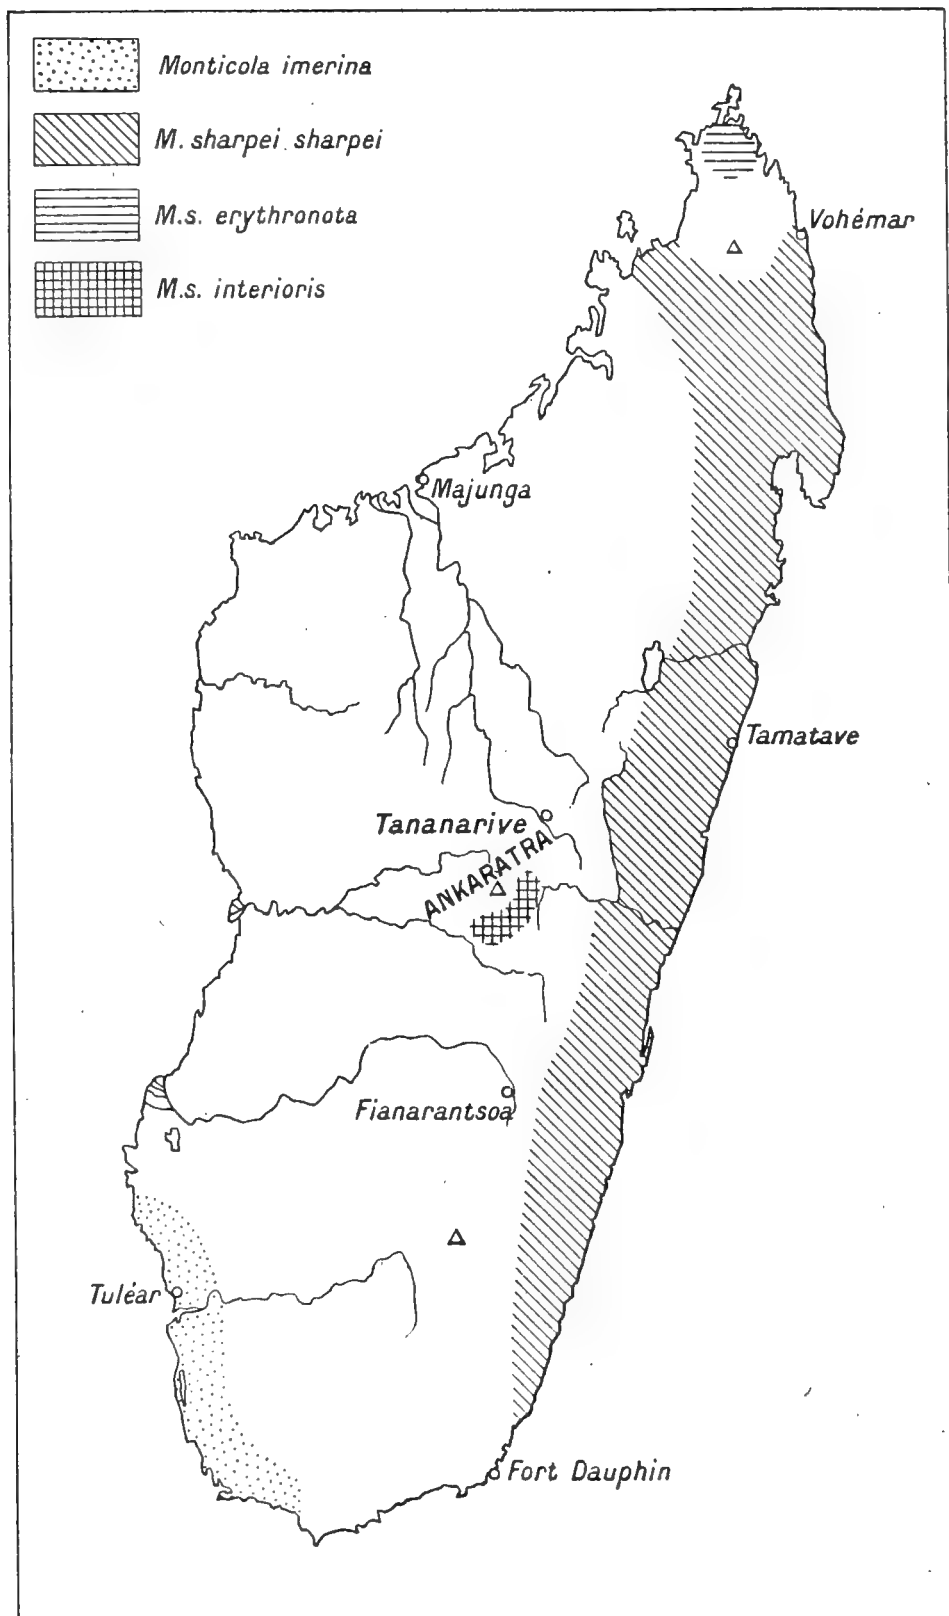 Monticola imerina
M. sharpei sharpei
M.s. erythronota
M.s. interioris
Vohémar
Majunga
Tamatave
Tananarive
ANKARATRA
Fianarantsoa
Tuléar
Fort Dauphin